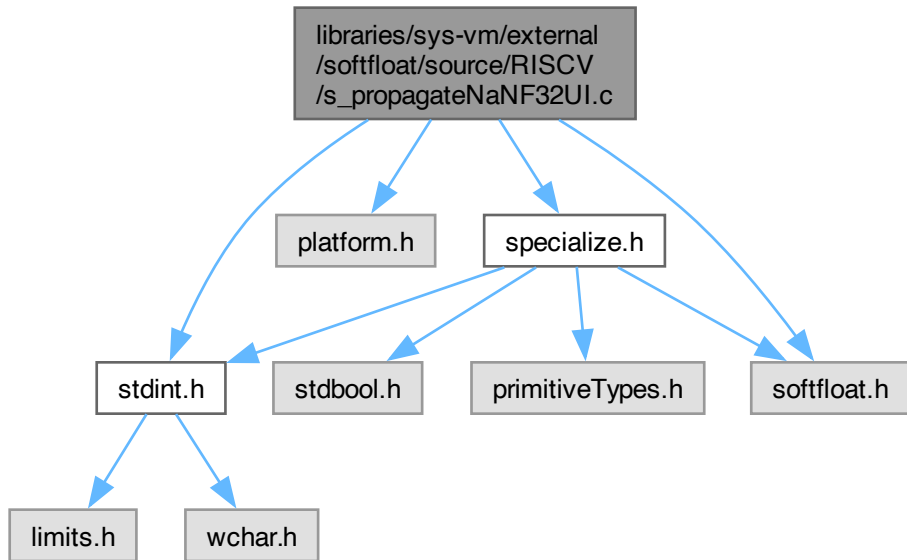 libraries/sys-vm/external
/softfloat/source/RISCV
/s_propagateNaNF32UI.c
platform.h
specialize.h
stdint.h
stdbool.h
primitiveTypes.h
softfloat.h
limits.h
wchar.h